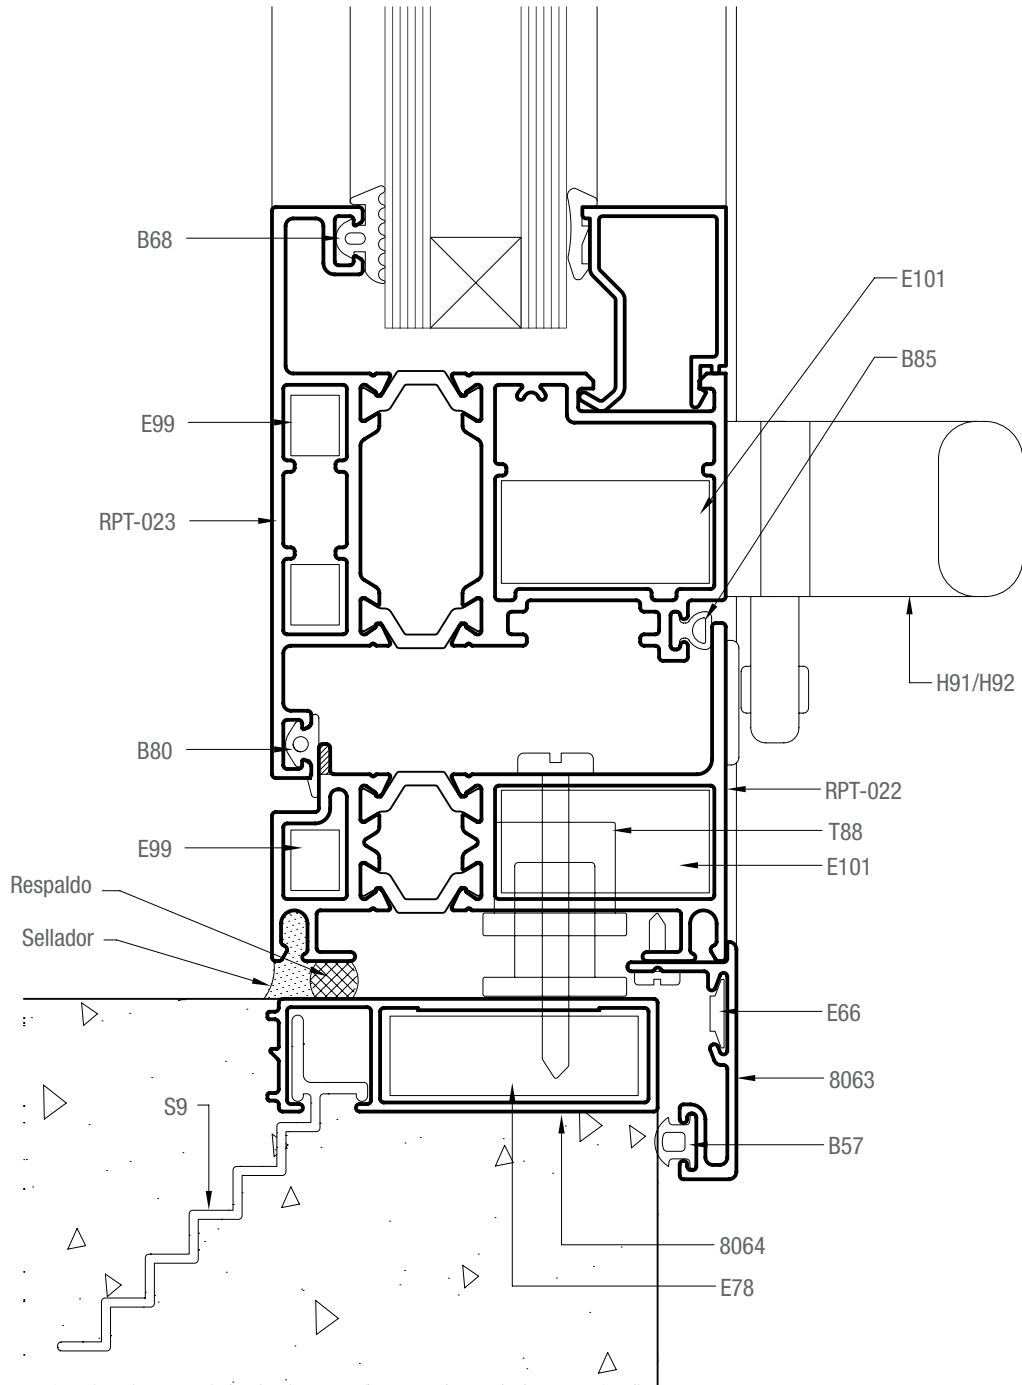 B68
E101
B85
E99
RPT-023
H91/H92
B80
RPT-022
T88
E99
E101
Respaldo
Sellador
E66
8063
S9
B57
8064
E78